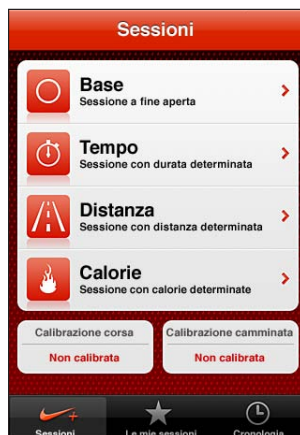 Sessioni
Base
Sessione a fine aperta
Tempo
Sessione con durata determinata
Distanza
Sessione con distanza determinata
Calorie
Sessione con calorie determinate
Calibrazione corsa
Calibrazione camminata
Non calibrata
Non calibrata
Sessioni
Le mie sessioni
Cronologia